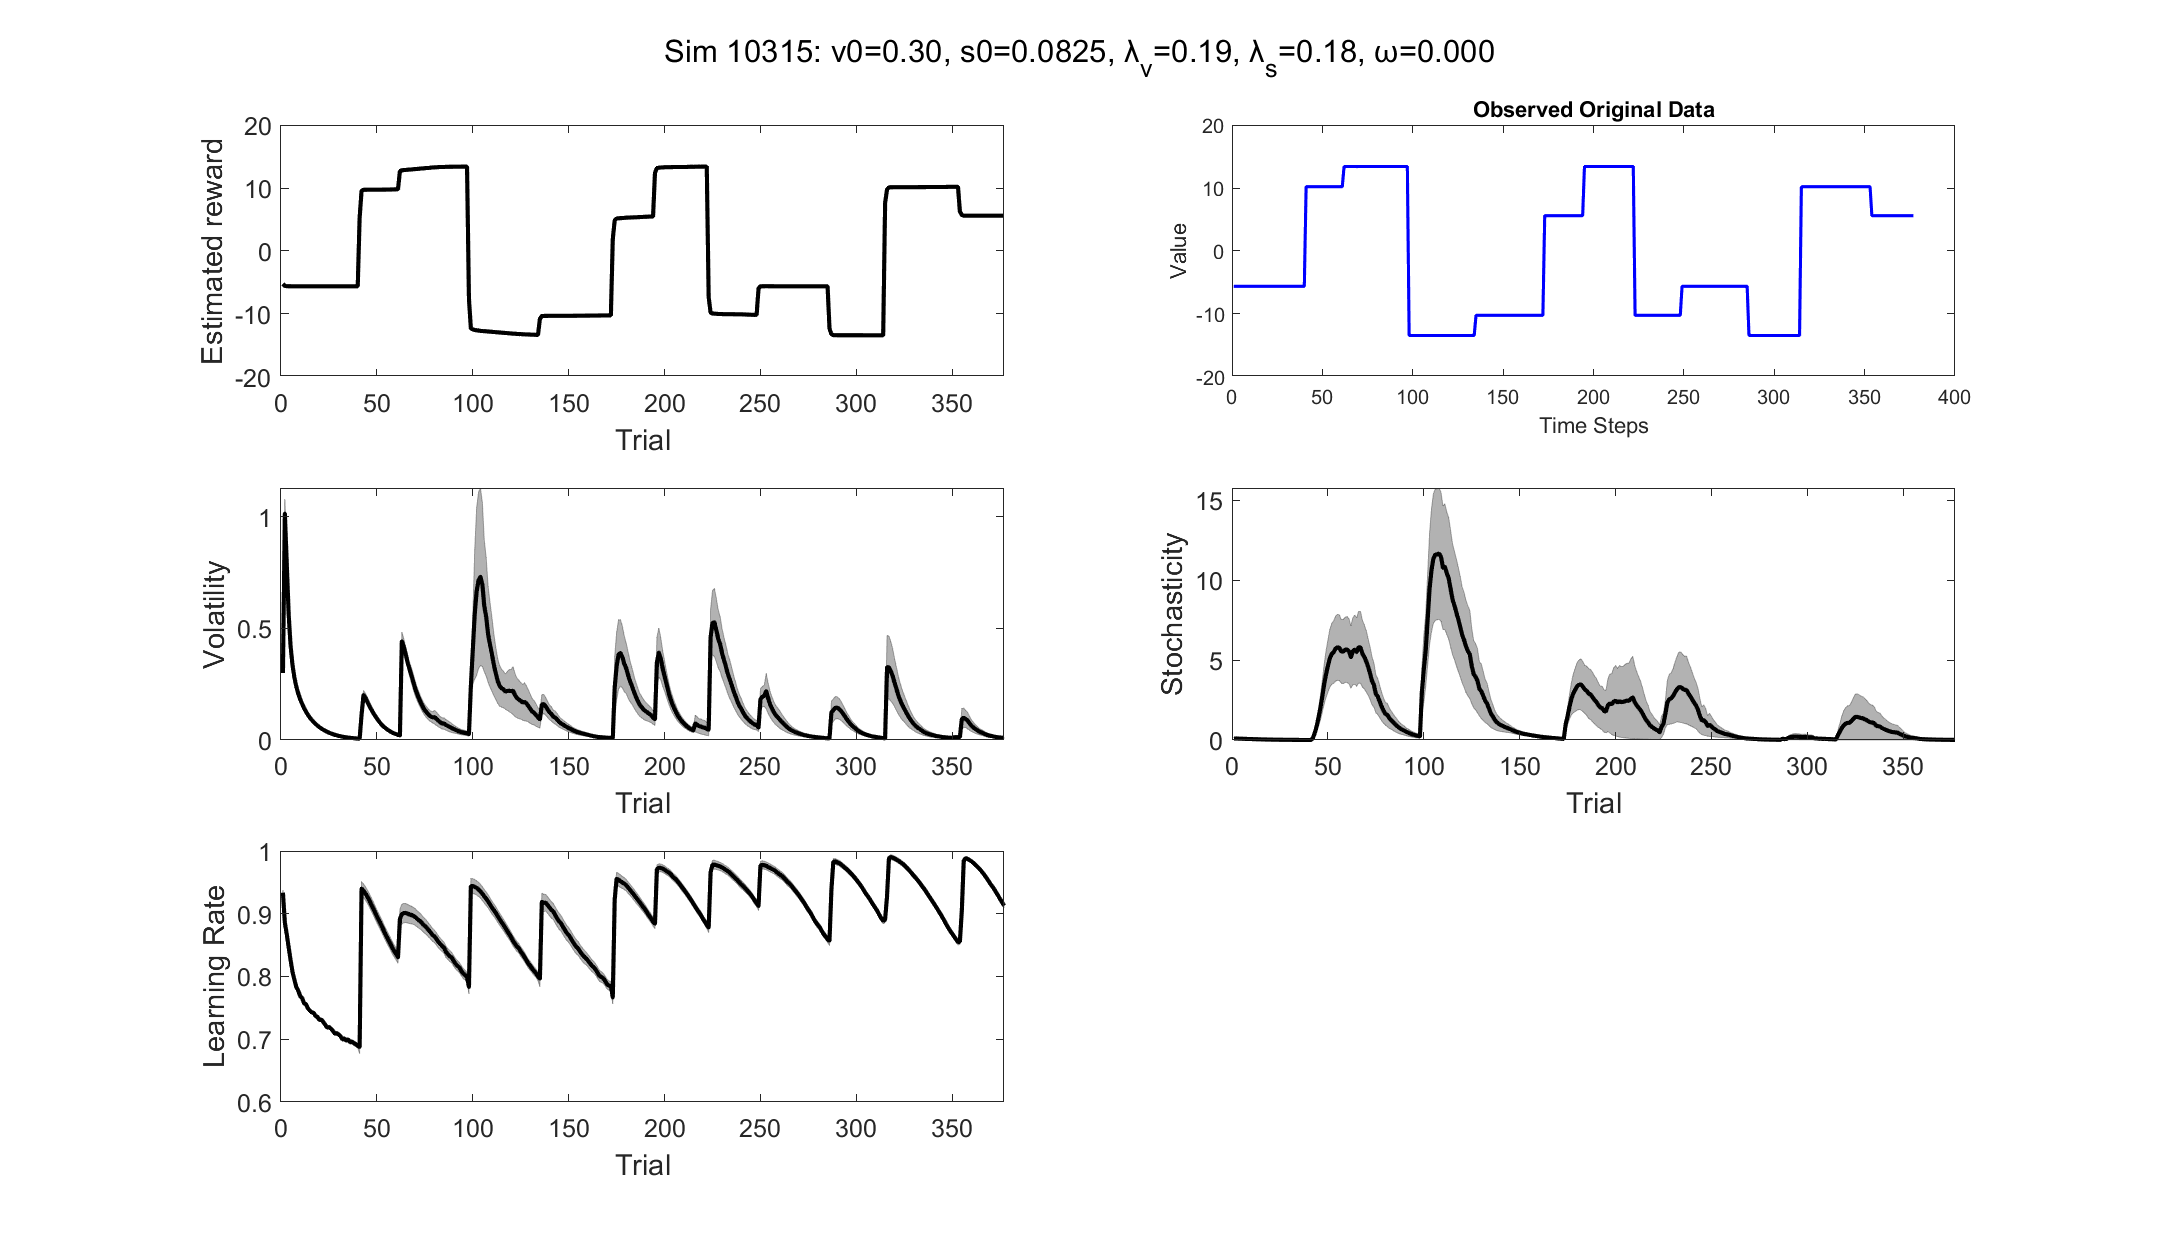 Sim 10315: v0=0.30, s0=0.0825, λ_v=0.19, λ_s=0.18, ω=0.000
20
10
0
-10
-20
Estimated reward
0 50 100 150 200 250 300 350
Trial
Observed Original Data
20
10
0
-10
-20
Value
0 50 100 150 200 250 300 350 400
Time Steps
1
0.5
0
Volatility
0 50 100 150 200 250 300 350
Trial
15
10
5
0
Stochasticity
0 50 100 150 200 250 300 350
Trial
1
0.9
0.8
0.7
0.6
Learning Rate
0 50 100 150 200 250 300 350
Trial